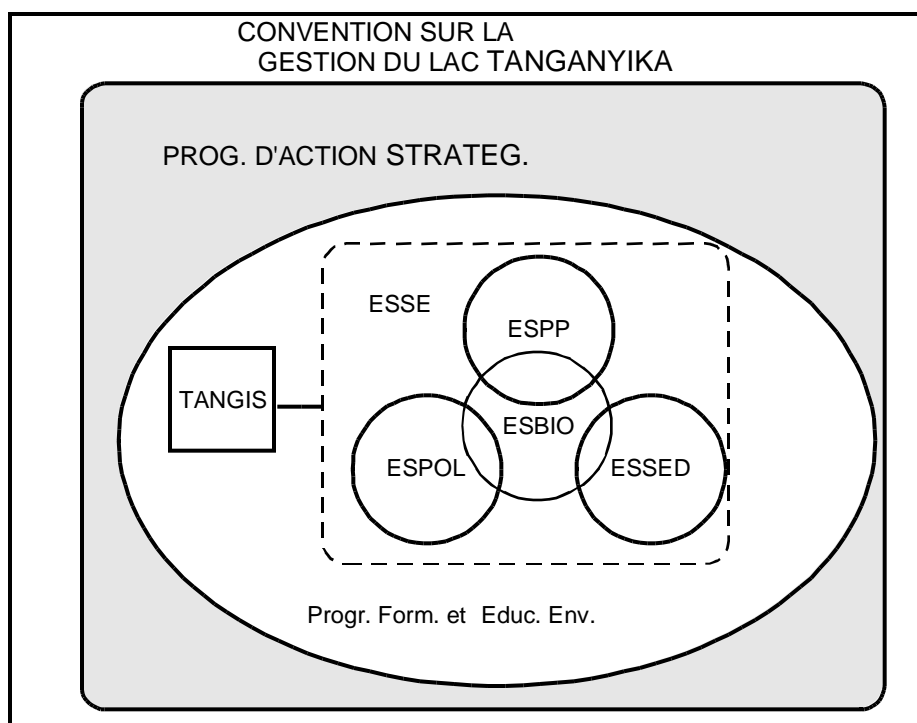 CONVENTION SUR LA
GESTION DU LAC TANGANYIKA
PROG. D'ACTION STRATEG.
ESSE
ESPP
TANGIS
ESBIO
ESPOL
ESSED
Progr. Form. et Educ. Env.